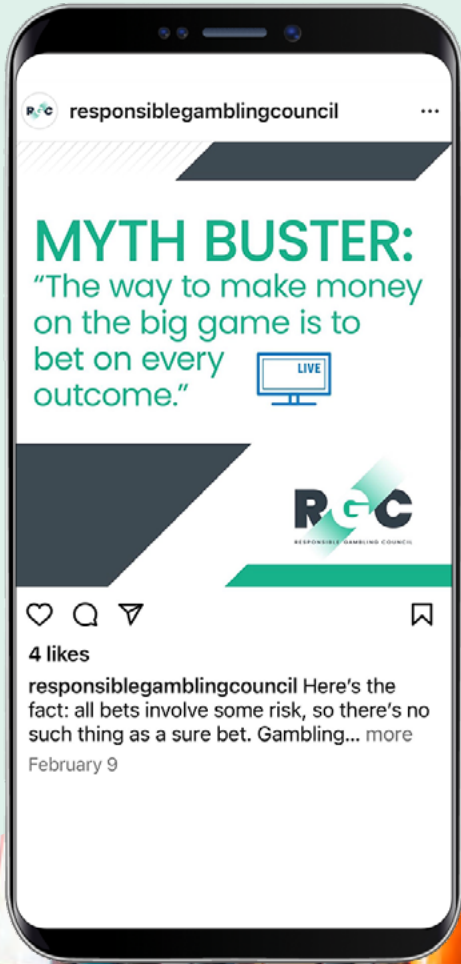 RGC responsiblegamblingcouncil ...
MYTH BUSTER:
“The way to make money
on the big game is to
bet on every
outcome.”
LIVE
RGC
RESPONSIBLE GAMBLING COUNCIL
4 likes
responsiblegamblingcouncil Here's the
fact: all bets involve some risk, so there's no
such thing as a sure bet. Gambling... more
February 9